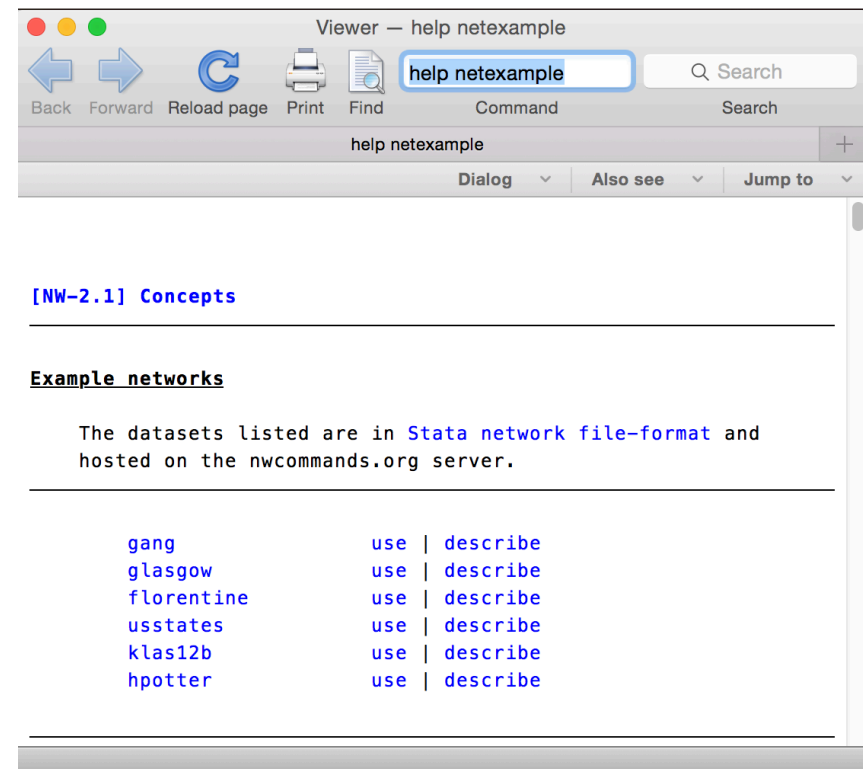 Viewer — help netexample
help netexample
Search
Back Forward Reload page Print Find Command Search
help netexample
Dialog Also see Jump to
[NW-2.1] Concepts
Example networks
The datasets listed are in Stata network file-format and
hosted on the nwcommands.org server.
gang use | describe
glasgow use | describe
florentine use | describe
usstates use | describe
klas12b use | describe
hpotter use | describe